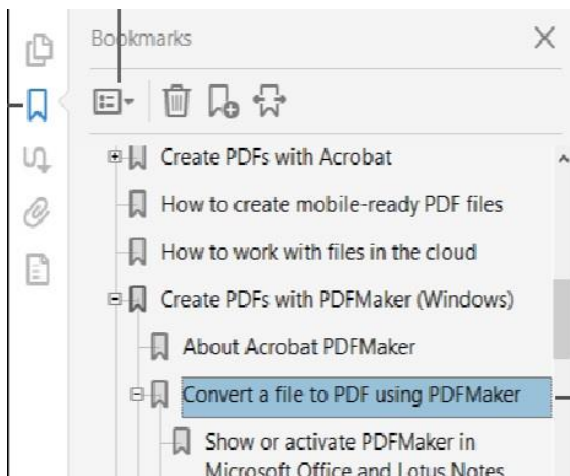 Bookmarks
Create PDFs with Acrobat
How to create mobile-ready PDF files
How to work with files in the cloud
Create PDFs with PDFMaker (Windows)
About Acrobat PDFMaker
Convert a file to PDF using PDFMaker
Show or activate PDFMaker in
Microsoft Office and Lotus Notes